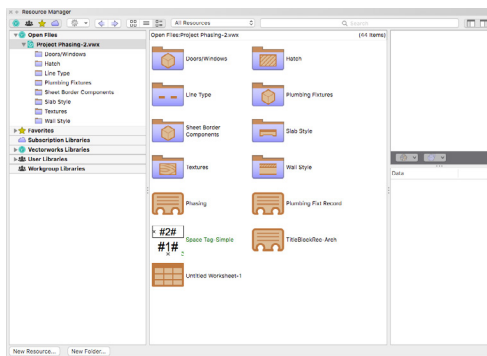 Resource Manager
All Resources
Search
Open Files
Project Phasing-2.vwx
Doors/Windows
Hatch
Line Type
Plumbing Fixtures
Sheet Border Components
Slab Style
Textures
Wall Style
Favorites
Subscription Libraries
Vectorworks Libraries
User Libraries
Workgroup Libraries
Open Files:Project Phasing-2.vwx (44 Items)
Doors/Windows
Hatch
Line Type
Plumbing Fixtures
Sheet Border
Components
Slab Style
Textures
Wall Style
Phasing
Plumbing Fixt Record
#2#
#1#
Space Tag-Simple
TitleBlockRec-Arch
Untitled Worksheet-1
Data
New Resource...
New Folder...